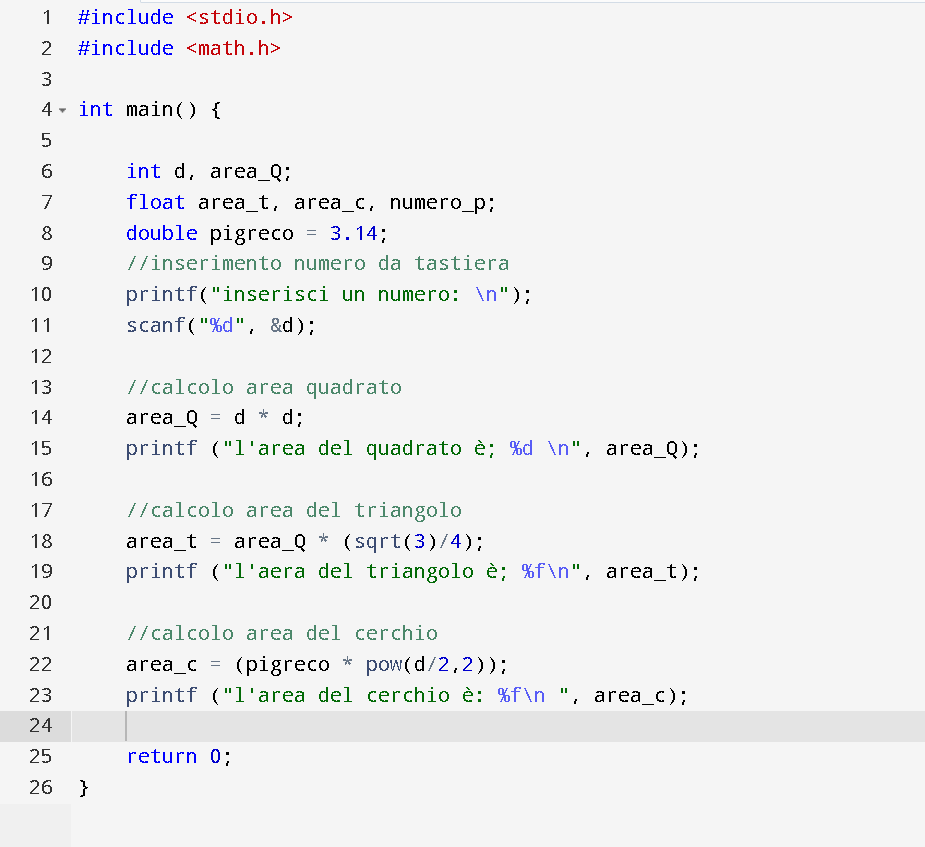 1 #include <stdio.h>
2 #include <math.h>
3
4 int main() {
5
6 int d, area_Q;
7 float area_t, area_c, numero_p;
8 double pigreco = 3.14;
9 //inserimento numero da tastiera
10 printf("inserisci un numero: \n");
11 scanf("%d", &d);
12
13 //calcolo area quadrato
14 area_Q = d * d;
15 printf ("l'area del quadrato è; %d \n", area_Q);
16
17 //calcolo area del triangolo
18 area_t = area_Q * (sqrt(3)/4);
19 printf ("l'aera del triangolo è; %f\n", area_t);
20
21 //calcolo area del cerchio
22 area_c = (pigreco * pow(d/2,2));
23 printf ("l'area del cerchio è: %f\n ", area_c);
24
25 return 0;
26 }